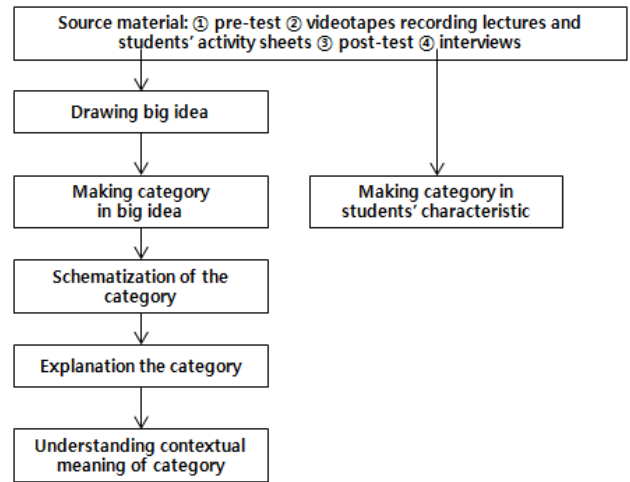 Source material: ① pre-test ② videotapes recording lectures and
students’ activity sheets ③ post-test ④ interviews
Drawing big idea
Making category
in big idea
Making category in
students’ characteristic
Schematization of the
category
Explanation the category
Understanding contextual
meaning of category